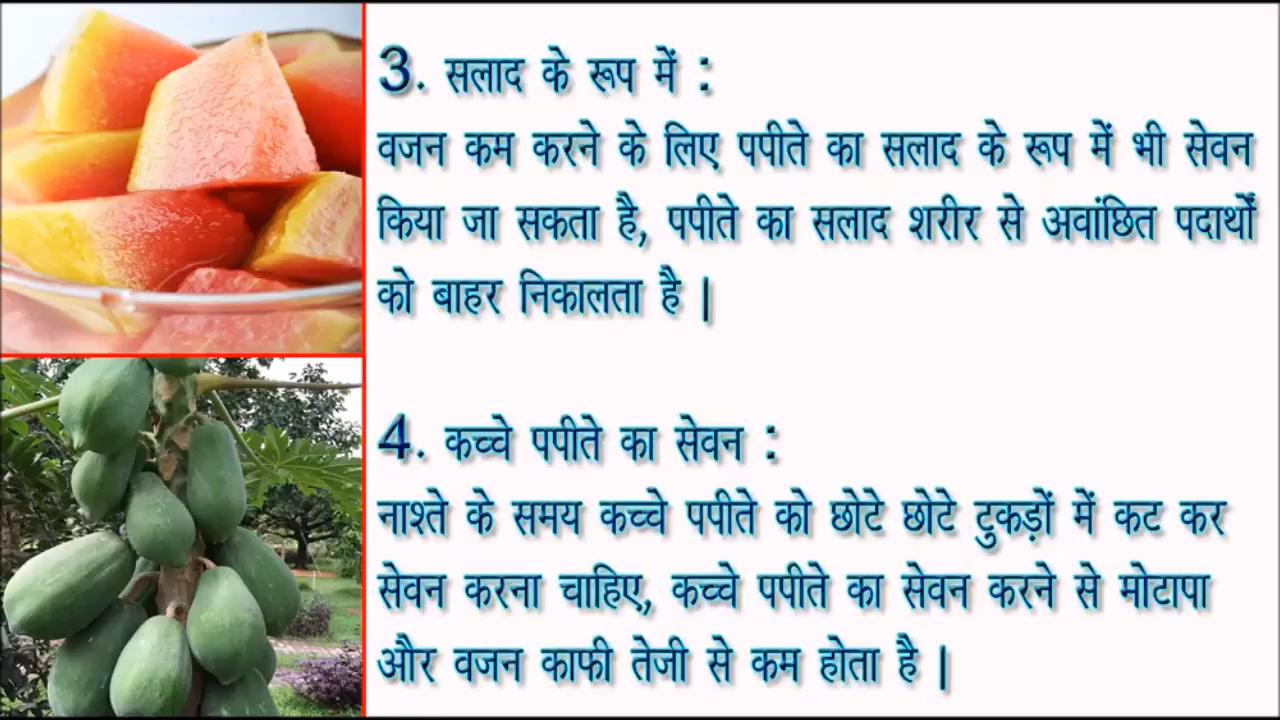 3. सलाद के रूप में :
वजन कम करने के लिए पपीते का सलाद के रूप में भी सेवन
किया जा सकता है, पपीते का सलाद शरीर से अवांछित पदार्थों
को बाहर निकालता है |
4. कच्चे पपीते का सेवन :
नाश्ते के समय कच्चे पपीते को छोटे छोटे टुकड़ों में कट कर
सेवन करना चाहिए, कच्चे पपीते का सेवन करने से मोटापा
और वजन काफी तेजी से कम होता है |